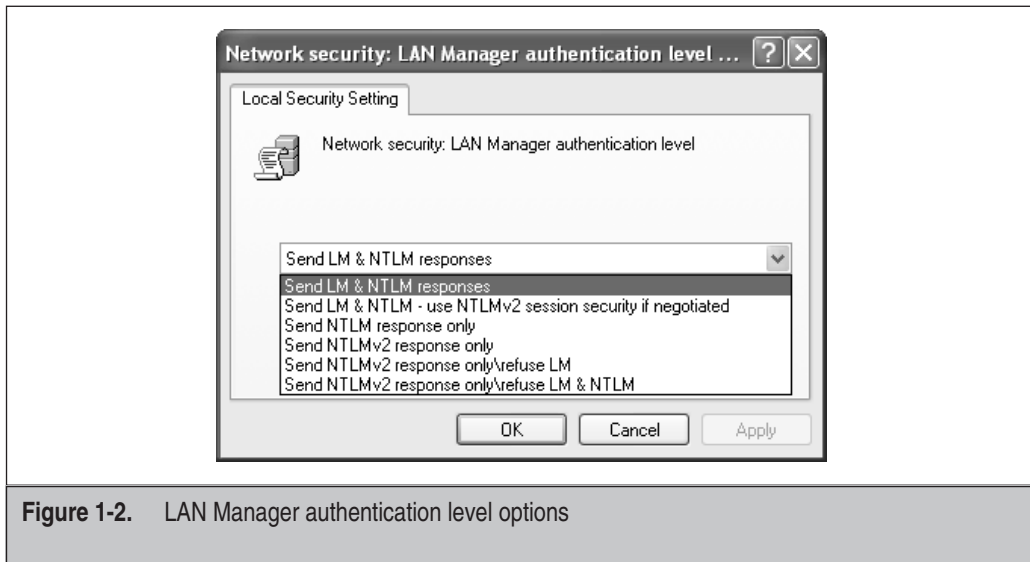 Network security: LAN Manager authentication level ...
Local Security Setting
Network security: LAN Manager authentication level
Send LM & NTLM responses
Send LM & NTLM responses
Send LM & NTLM - use NTLMv2 session security if negotiated
Send NTLM response only
Send NTLMv2 response only
Send NTLMv2 response only\refuse LM
Send NTLMv2 response only\refuse LM & NTLM
OK Cancel Apply
Figure 1-2. LAN Manager authentication level options